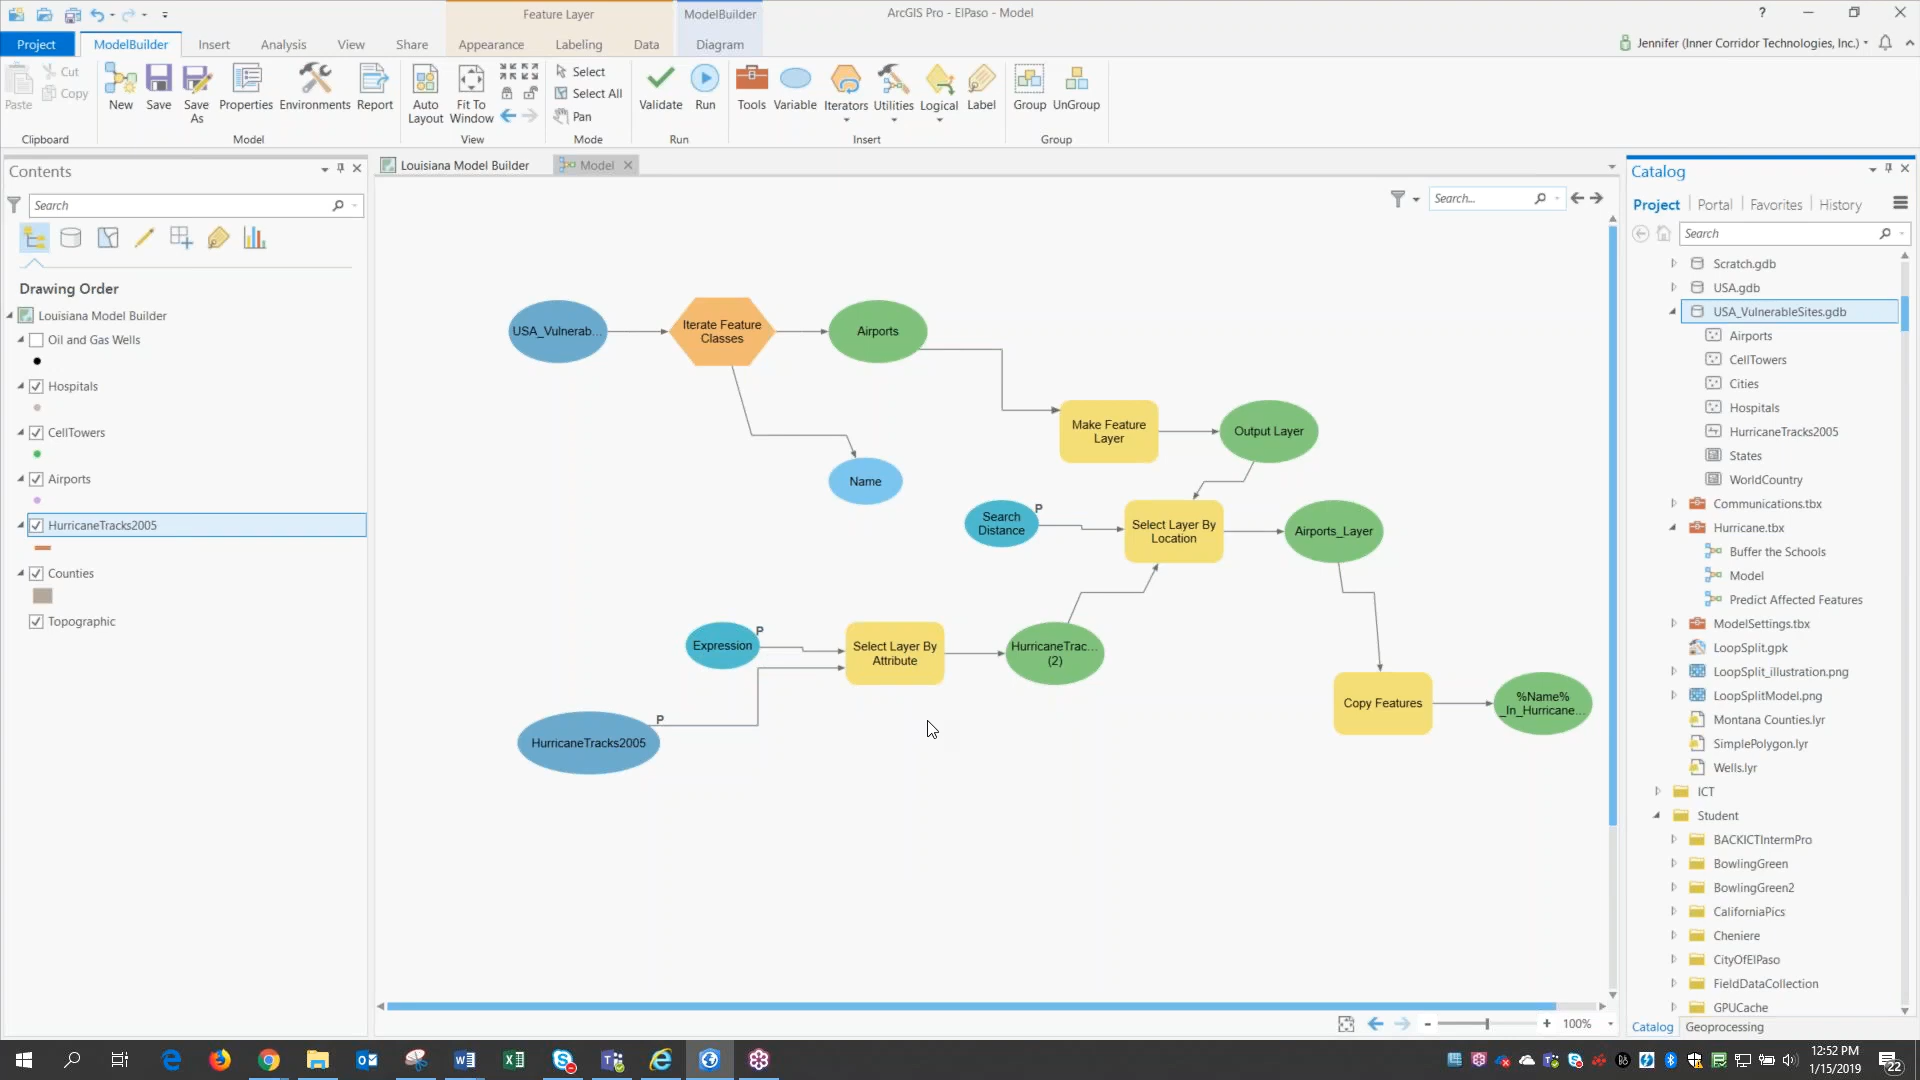 Feature Layer
ModelBuilder
ArcGIS Pro - ElPaso - Model
?
Project
ModelBuilder
Insert
Analysis
View
Share
Appearance
Labeling
Data
Diagram
Jennifer (Inner Corridor Technologies, Inc.)
Paste
Cut
Copy
Clipboard
New
Save
Save As
Properties
Environments
Report
Model
Auto Layout
Fit To Window
View
Select
Select All
Pan
Mode
Validate
Run
Run
Tools
Variable
Iterators
Utilities
Logical
Label
Insert
Group
UnGroup
Group
Contents
Search
Drawing Order
Louisiana Model Builder
Oil and Gas Wells
Hospitals
CellTowers
Airports
HurricaneTracks2005
Counties
Topographic
Louisiana Model Builder
Model
Search...
USA_Vulnerab...
Iterate Feature
Classes
Airports
Name
Make Feature
Layer
Output Layer
Search
Distance
P
Select Layer By
Location
Airports_Layer
Expression
P
Select Layer By
Attribute
HurricaneTrac...
(2)
HurricaneTracks2005
P
Copy Features
%Name%
_In_Hurricane...
100%
Catalog
Project
Portal
Favorites
History
Search
Scratch.gdb
USA.gdb
USA_VulnerableSites.gdb
Airports
CellTowers
Cities
Hospitals
HurricaneTracks2005
States
WorldCountry
Communications.tbx
Hurricane.tbx
Buffer the Schools
Model
Predict Affected Features
ModelSettings.tbx
LoopSplit.gpk
LoopSplit_illustration.png
LoopSplitModel.png
Montana Counties.lyr
SimplePolygon.lyr
Wells.lyr
ICT
Student
BACKICTIntermPro
BowlingGreen
BowlingGreen2
CaliforniaPics
Cheniere
CityOfElPaso
FieldDataCollection
GPUCache
Catalog
Geoprocessing
12:52 PM
1/15/2019
22